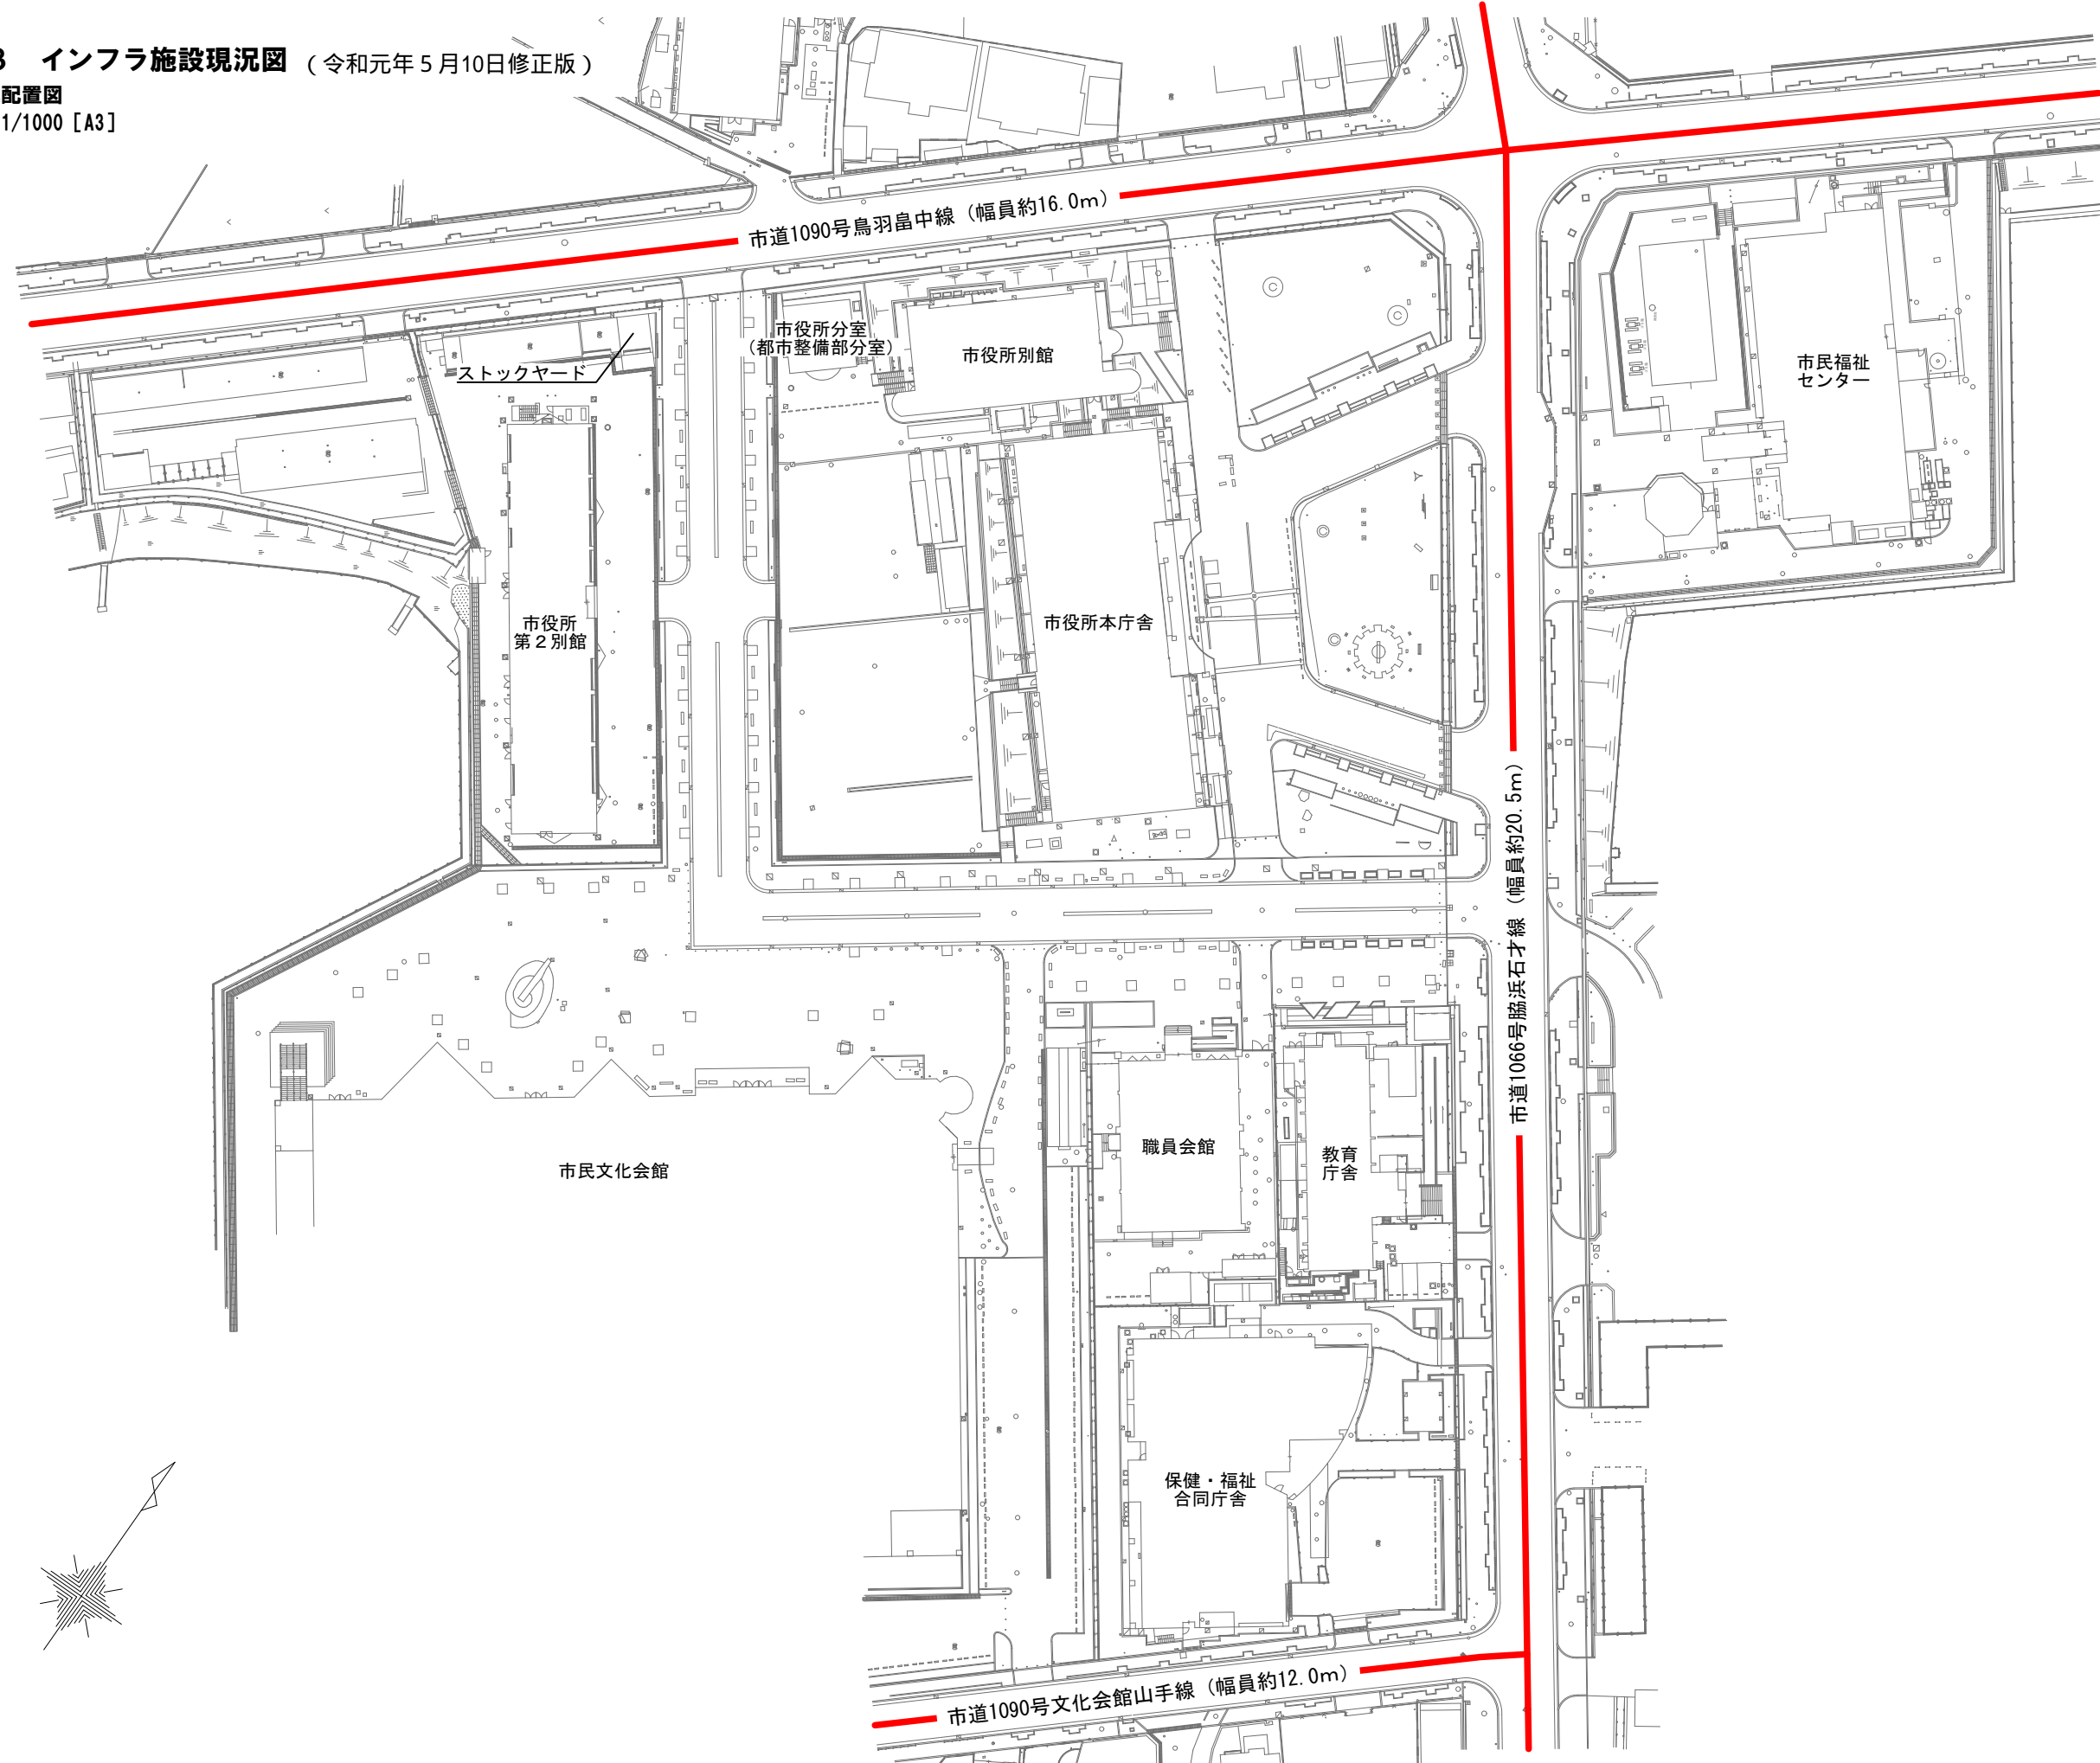 3 インフラ施設現況図 (令和元年5月10日修正版)
配置図
1/1000 [A3]
市道1090号鳥羽畠中線 (幅員約16.0m)
市役所分室
(都市整備部分室)
市役所別館
ストックヤード
市民福祉
センター
市役所
第2別館
市役所本庁舎
市道1066号脇浜石才線 (幅員約20.5m)
職員会館
教育
庁舎
市民文化会館
保健・福祉
合同庁舎
市道1090号文化会館山手線 (幅員約12.0m)